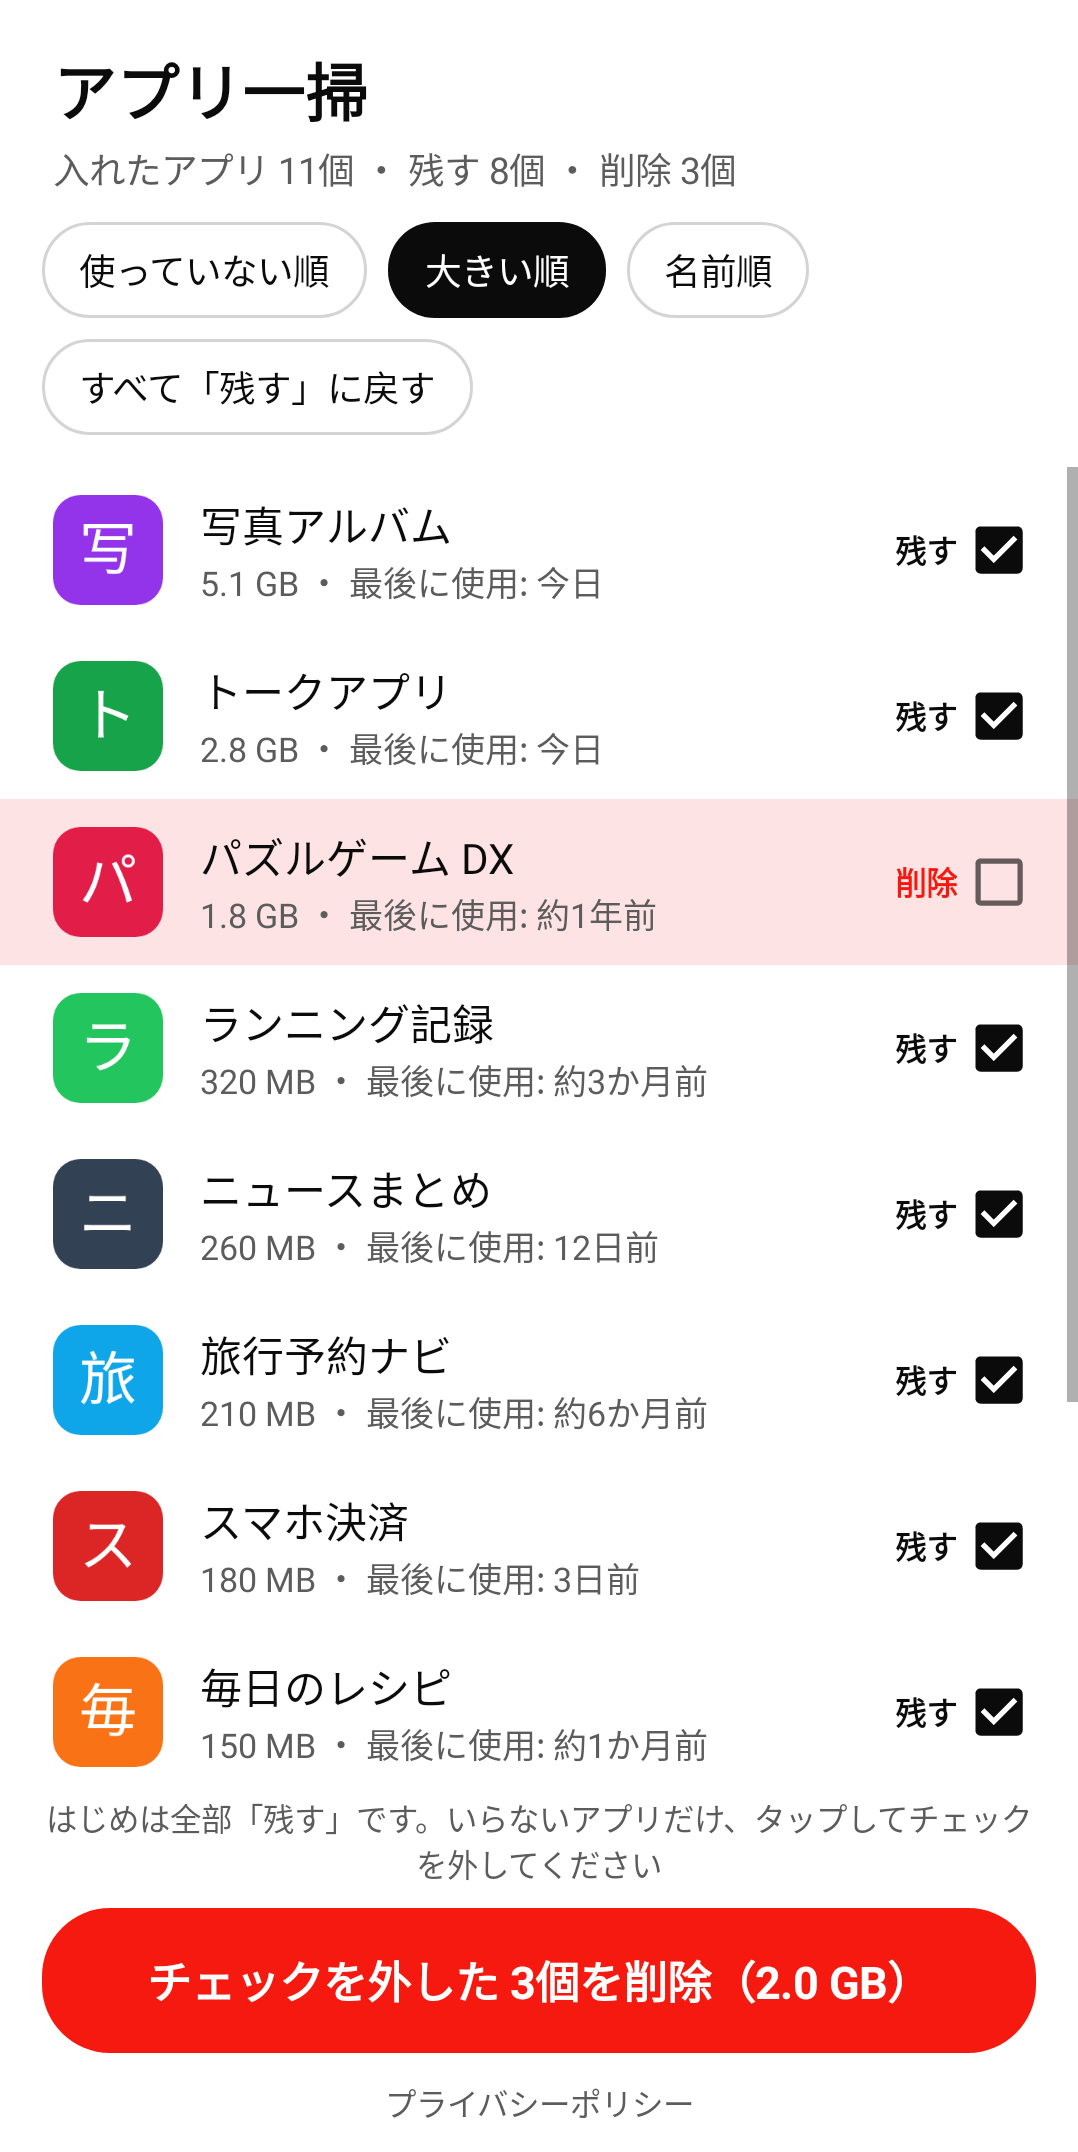 アプリ一掃
入れたアプリ 11個 ・ 残す 8個 ・ 削除 3個
使っていない順 大きい順 名前順
すべて「残す」に戻す
写 写真アルバム
5.1 GB ・ 最後に使用: 今日
残す
ト トークアプリ
2.8 GB ・ 最後に使用: 今日
残す
パ パズルゲーム DX
1.8 GB ・ 最後に使用: 約1年前
削除
ラ ランニング記録
320 MB ・ 最後に使用: 約3か月前
残す
ニ ニュースまとめ
260 MB ・ 最後に使用: 12日前
残す
旅 旅行予約ナビ
210 MB ・ 最後に使用: 約6か月前
残す
ス スマホ決済
180 MB ・ 最後に使用: 3日前
残す
毎 毎日のレシピ
150 MB ・ 最後に使用: 約1か月前
残す
はじめは全部「残す」です。いらないアプリだけ、タップしてチェック
を外してください
チェックを外した 3個を削除（2.0 GB）
プライバシーポリシー